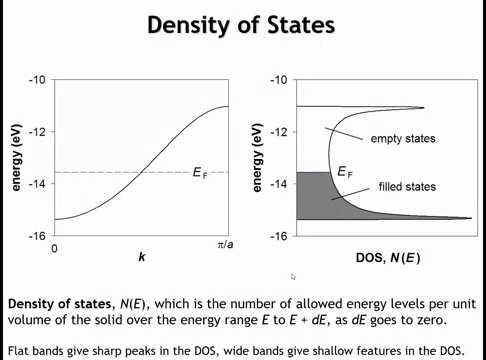 Density of States
-10
-12
-14
-16
energy (eV)
E F
0
π/a
k
-10
-12
-14
-16
energy (eV)
empty states
E F
filled states
DOS, N(E)
Density of states, N(E), which is the number of allowed energy levels per unit
volume of the solid over the energy range E to E + dE, as dE goes to zero.
Flat bands give sharp peaks in the DOS, wide bands give shallow features in the DOS.